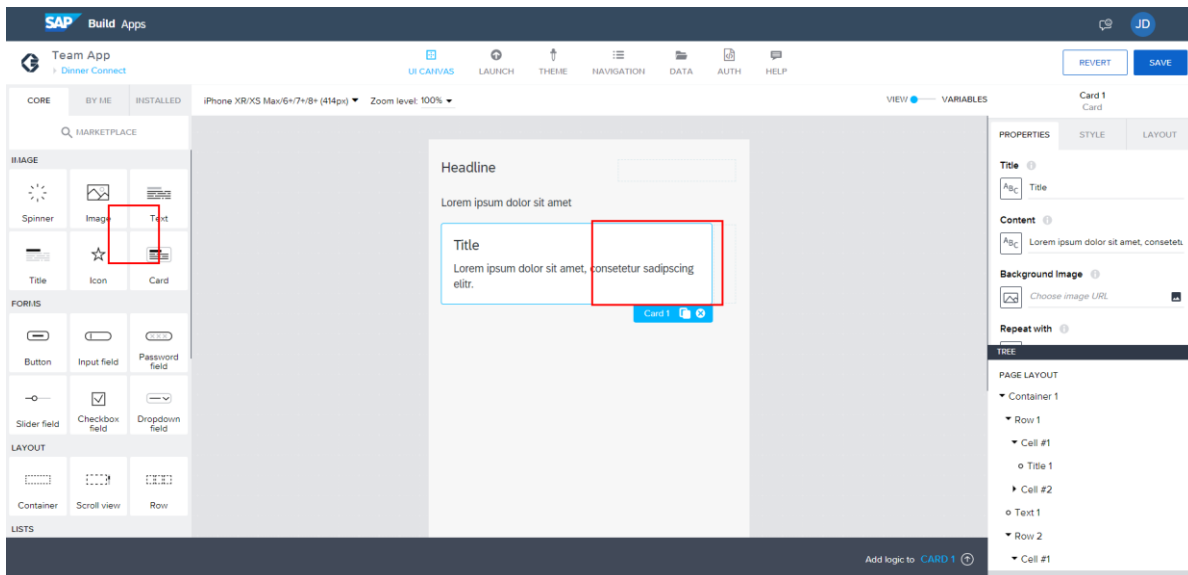 SAP Build Apps
JD
Team App
› Dinner Connect
UI CANVAS
LAUNCH
THEME
NAVIGATION
DATA
AUTH
HELP
REVERT
SAVE
CORE
BY ME
INSTALLED
iPhone XR/XS Max/6+/7+/8+ (414px)
Zoom level: 100%
VIEW
VARIABLES
Card 1
Card
MARKETPLACE
IMAGE
Spinner
Image
Text
Title
Icon
Card
FORMS
Button
Input field
Password
field
Slider field
Checkbox
field
Dropdown
field
LAYOUT
Container
Scroll view
Row
LISTS
Headline
Lorem ipsum dolor sit amet
Title
Lorem ipsum dolor sit amet, consetetur sadipscing
elitr.
Card 1
PROPERTIES
STYLE
LAYOUT
Title
ABC Title
Content
ABC Lorem ipsum dolor sit amet, consetetu
Background Image
Choose image URL
Repeat with
TREE
PAGE LAYOUT
Container 1
Row 1
Cell #1
Title 1
Cell #2
Text 1
Row 2
Cell #1
Add logic to CARD 1